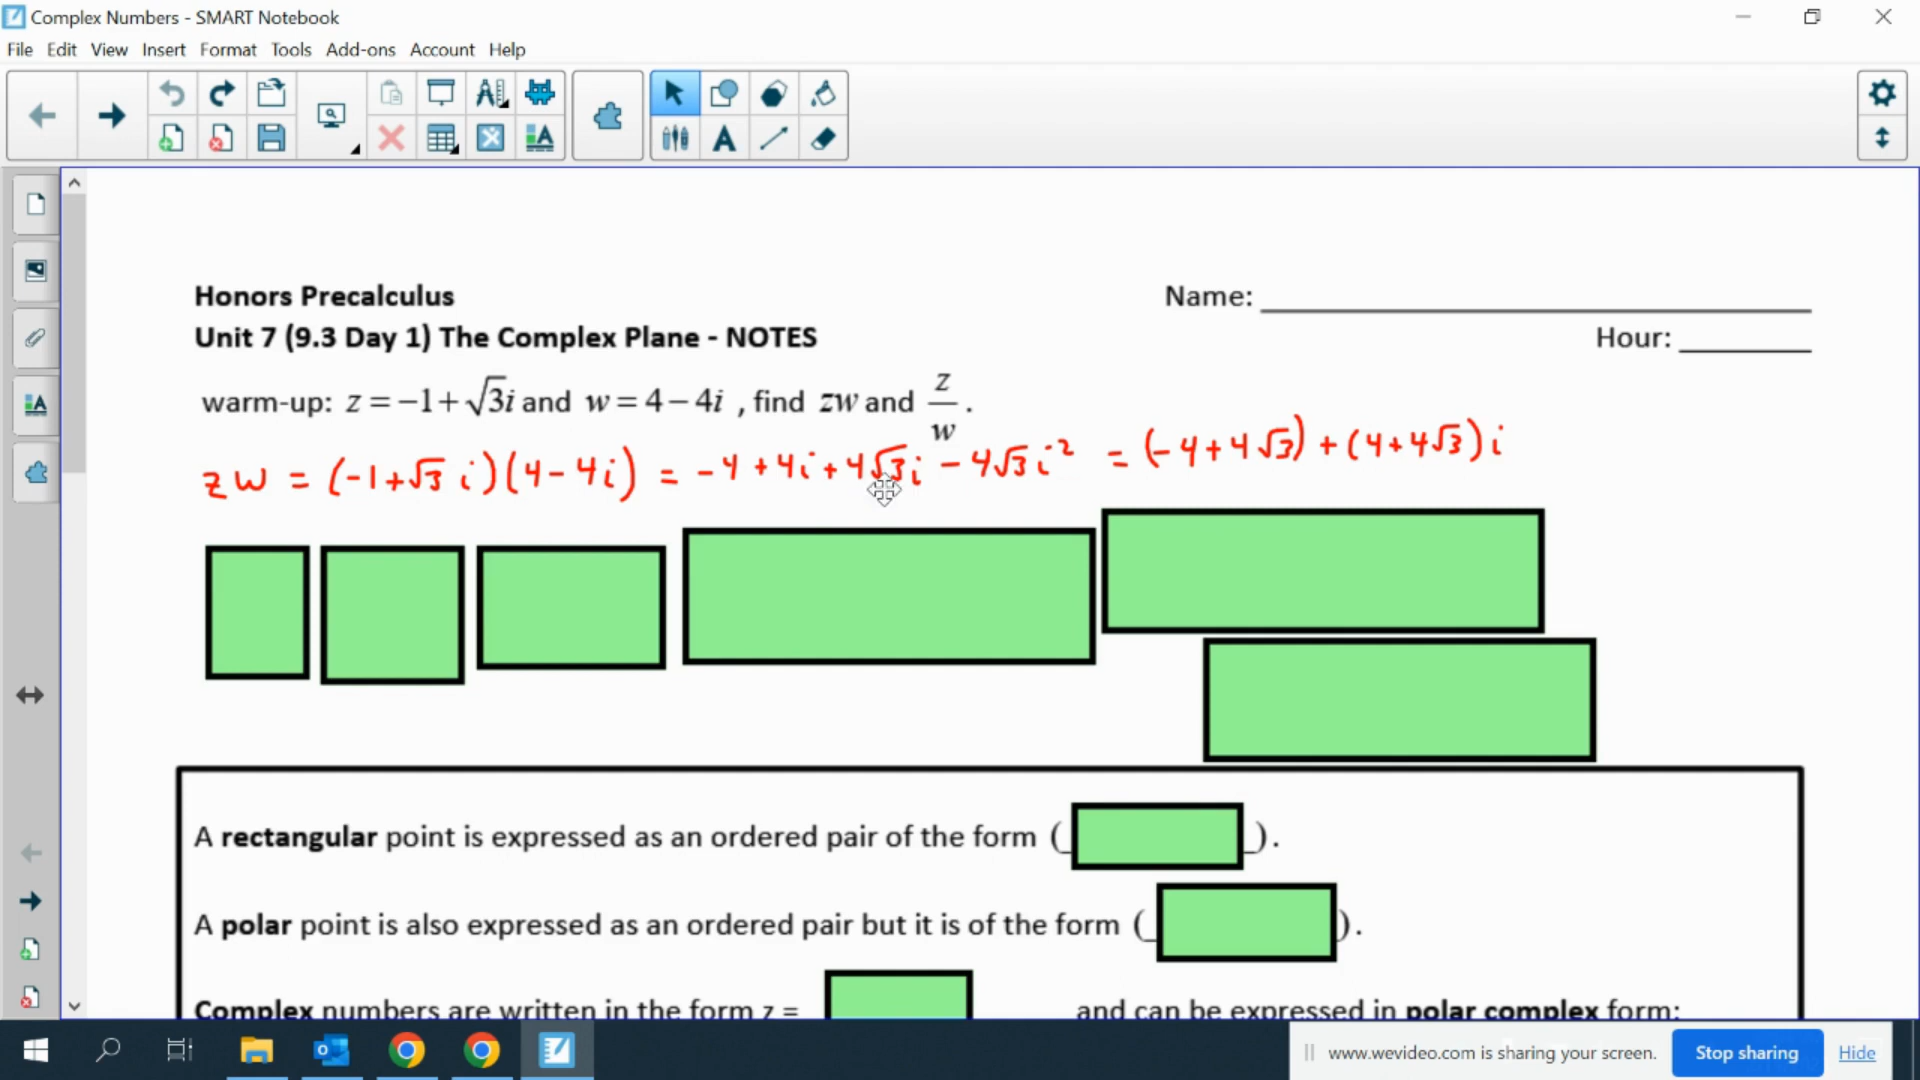 Complex Numbers - SMART Notebook
File Edit View Insert Format Tools Add-ons Account Help
Honors Precalculus
Name: ____________________
Unit 7 (9.3 Day 1) The Complex Plane - NOTES
Hour: ________
warm-up: z = −1 + √3i and w = 4 − 4i , find zw and z/w .
zw = (-1+√3 i)(4-4i) = -4 + 4i + 4√3i - 4√3i² = (-4+4√3) + (4+4√3)i
A rectangular point is expressed as an ordered pair of the form (_ _).
A polar point is also expressed as an ordered pair but it is of the form (_ ).
Complex numbers are written in the form z = and can be expressed in polar complex form:
www.wevideo.com is sharing your screen.
Stop sharing
Hide